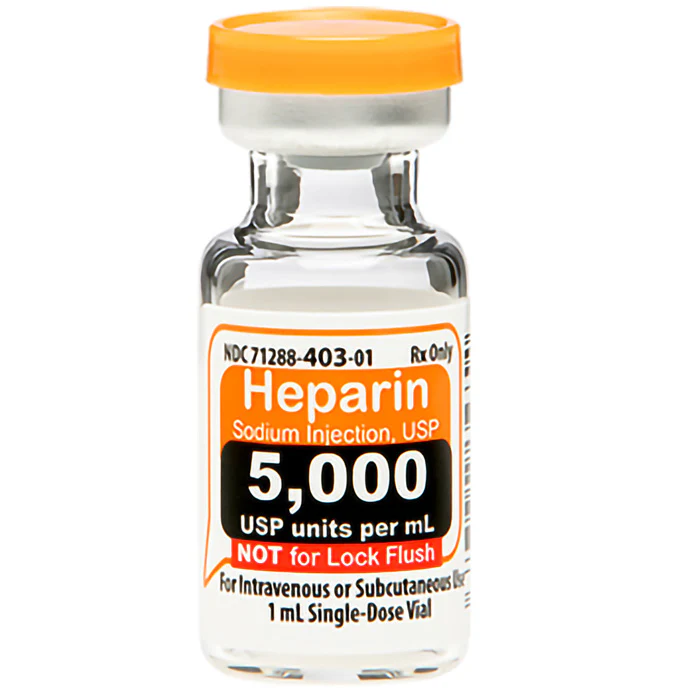 NDC 71288-403-01 Rx Only
Heparin
Sodium Injection, USP
5,000
USP units per mL
NOT for Lock Flush
For Intravenous or Subcutaneous Use
1 mL Single-Dose Vial